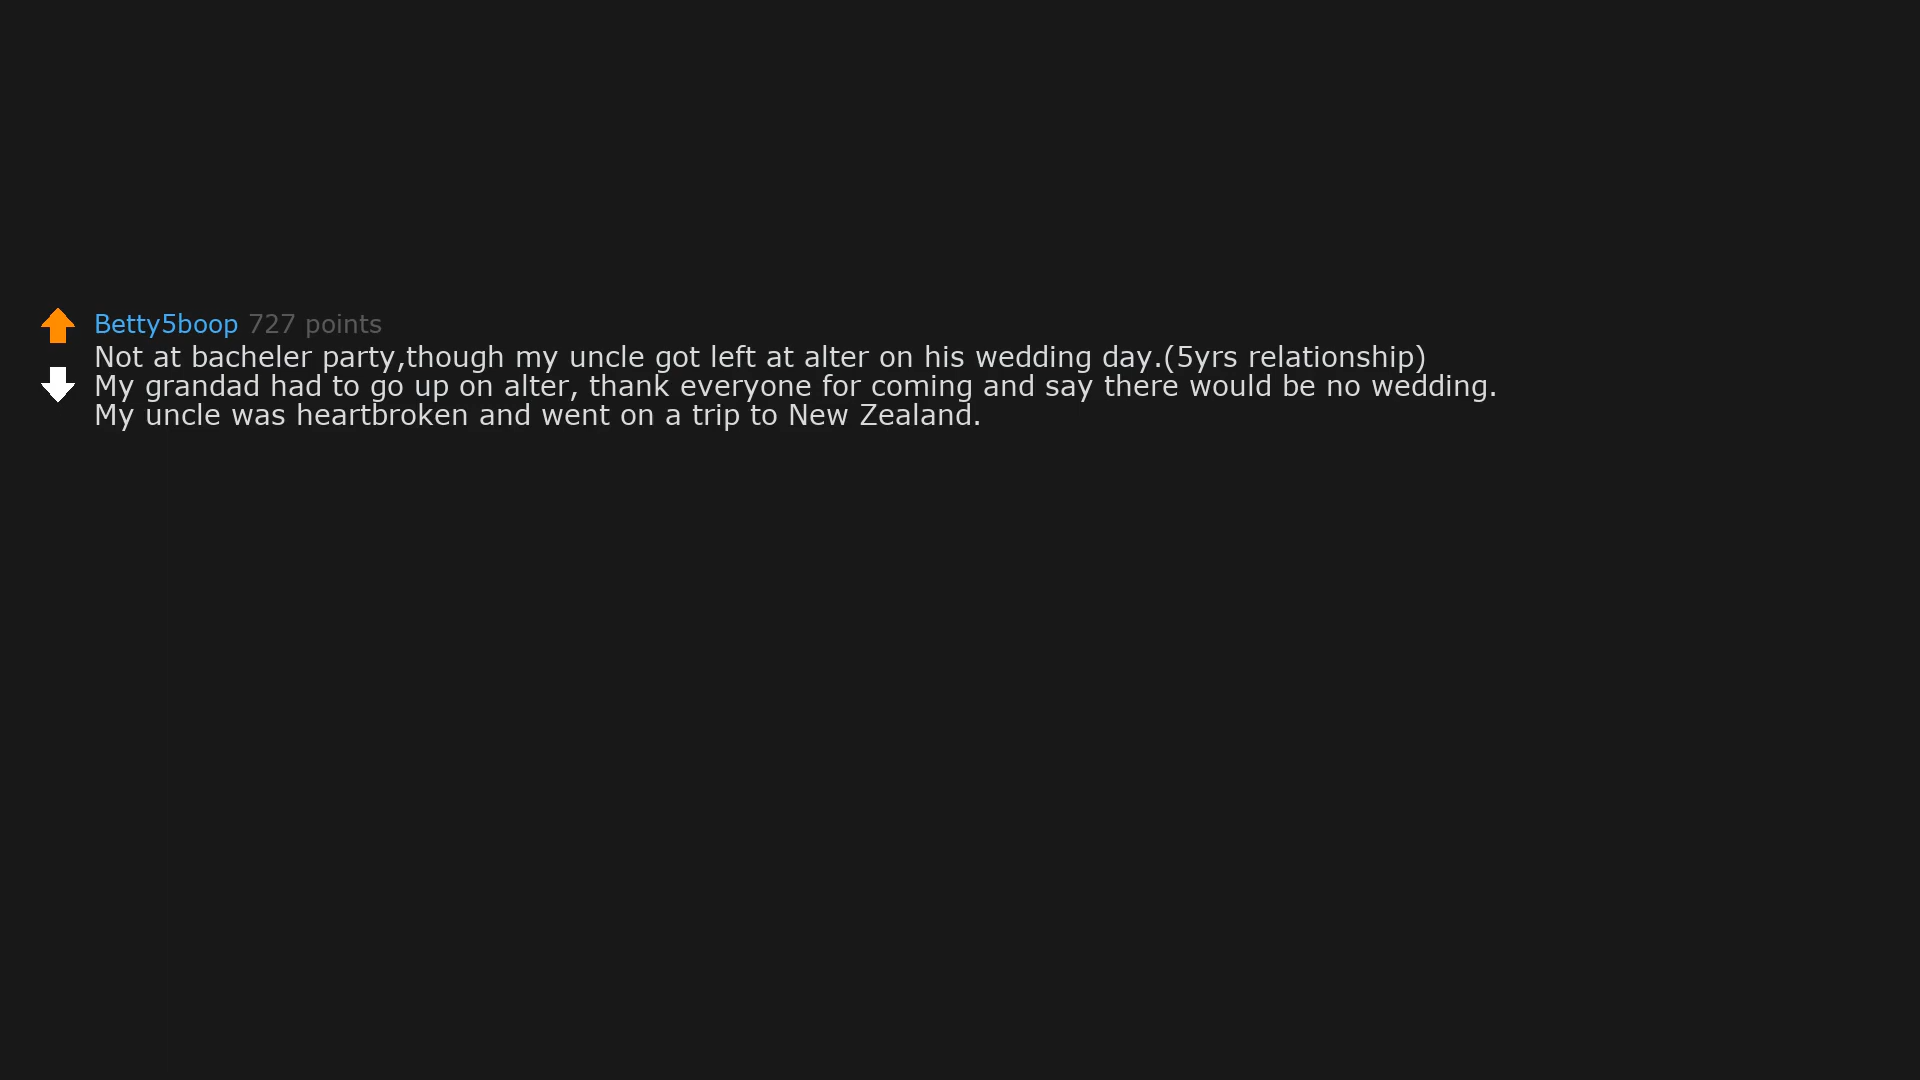 Betty5boop 727 points
Not at bacheler party,though my uncle got left at alter on his wedding day.(5yrs relationship)
My grandad had to go up on alter, thank everyone for coming and say there would be no wedding.
My uncle was heartbroken and went on a trip to New Zealand.